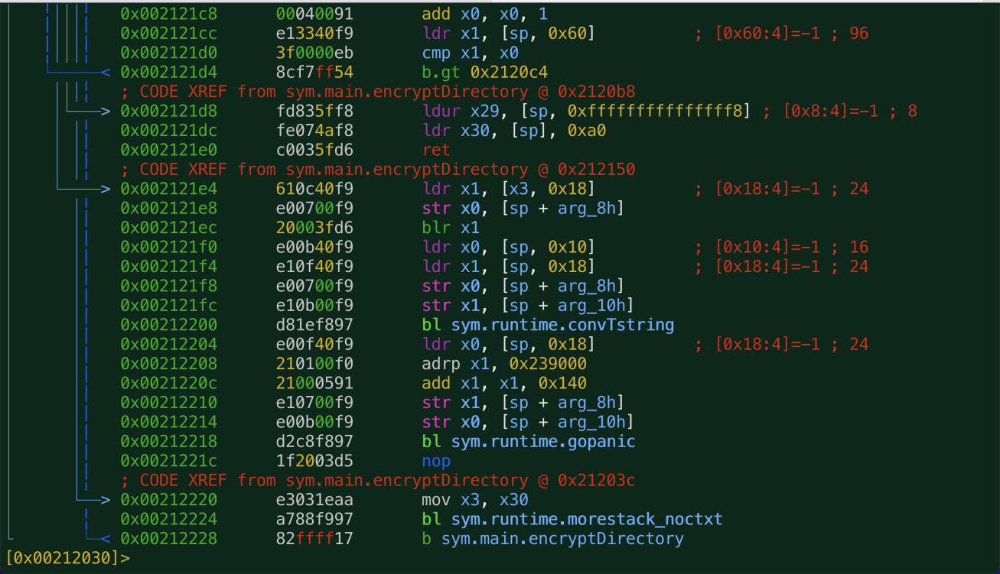 0x002121c8 00040091 add x0, x0, 1
0x002121cc e13340f9 ldr x1, [sp, 0x60] ; [0x60:4]=-1 ; 96
0x002121d0 3f0000eb cmp x1, x0
0x002121d4 8cf7ff54 b.gt 0x2120c4
; CODE XREF from sym.main.encryptDirectory @ 0x2120b8
0x002121d8 fd835ff8 ldur x29, [sp, 0xfffffffffffffff8] ; [0x8:4]=-1 ; 8
0x002121dc fe074af8 ldr x30, [sp], 0xa0
0x002121e0 c0035fd6 ret
; CODE XREF from sym.main.encryptDirectory @ 0x212150
0x002121e4 610c40f9 ldr x1, [x3, 0x18] ; [0x18:4]=-1 ; 24
0x002121e8 e00700f9 str x0, [sp + arg_8h]
0x002121ec 20003fd6 blr x1
0x002121f0 e00b40f9 ldr x0, [sp, 0x10] ; [0x10:4]=-1 ; 16
0x002121f4 e10f40f9 ldr x1, [sp, 0x18] ; [0x18:4]=-1 ; 24
0x002121f8 e00700f9 str x0, [sp + arg_8h]
0x002121fc e10b00f9 str x1, [sp + arg_10h]
0x00212200 d81ef897 bl sym.runtime.convTstring
0x00212204 e00f40f9 ldr x0, [sp, 0x18] ; [0x18:4]=-1 ; 24
0x00212208 210100f0 adrp x1, 0x239000
0x0021220c 21000591 add x1, x1, 0x140
0x00212210 e10700f9 str x1, [sp + arg_8h]
0x00212214 e00b00f9 str x0, [sp + arg_10h]
0x00212218 d2c8f897 bl sym.runtime.gopanic
0x0021221c 1f2003d5 nop
; CODE XREF from sym.main.encryptDirectory @ 0x21203c
0x00212220 e3031eaa mov x3, x30
0x00212224 a788f997 bl sym.runtime.morestack_noctxt
0x00212228 82ffff17 b sym.main.encryptDirectory
[0x00212030]>